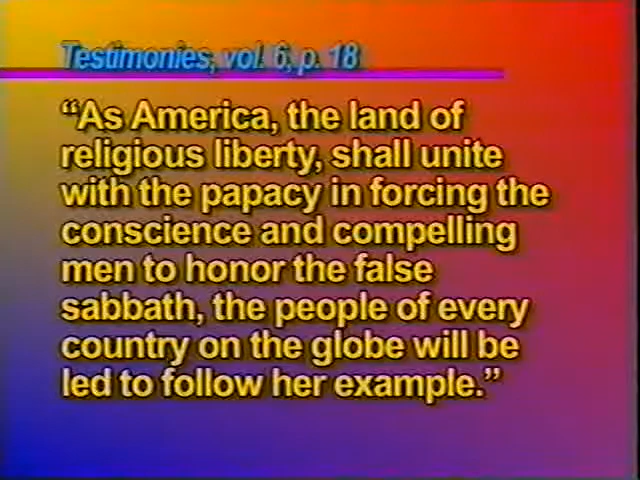 Testimonies, vol. 6, p. 18
“As America, the land of
religious liberty, shall unite
with the papacy in forcing the
conscience and compelling
men to honor the false
sabbath, the people of every
country on the globe will be
led to follow her example.”